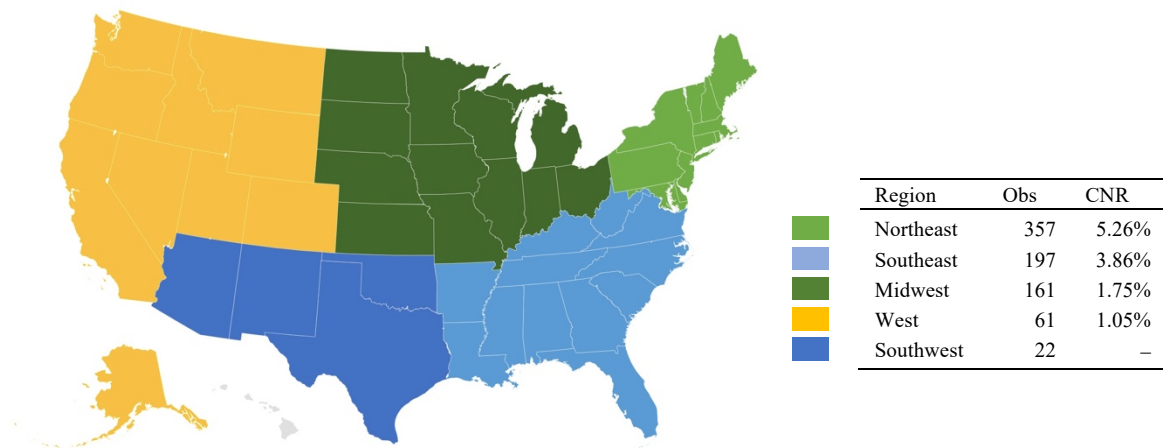 Region Obs CNR
Northeast 357 5.26%
Southeast 197 3.86%
Midwest 161 1.75%
West 61 1.05%
Southwest 22 –